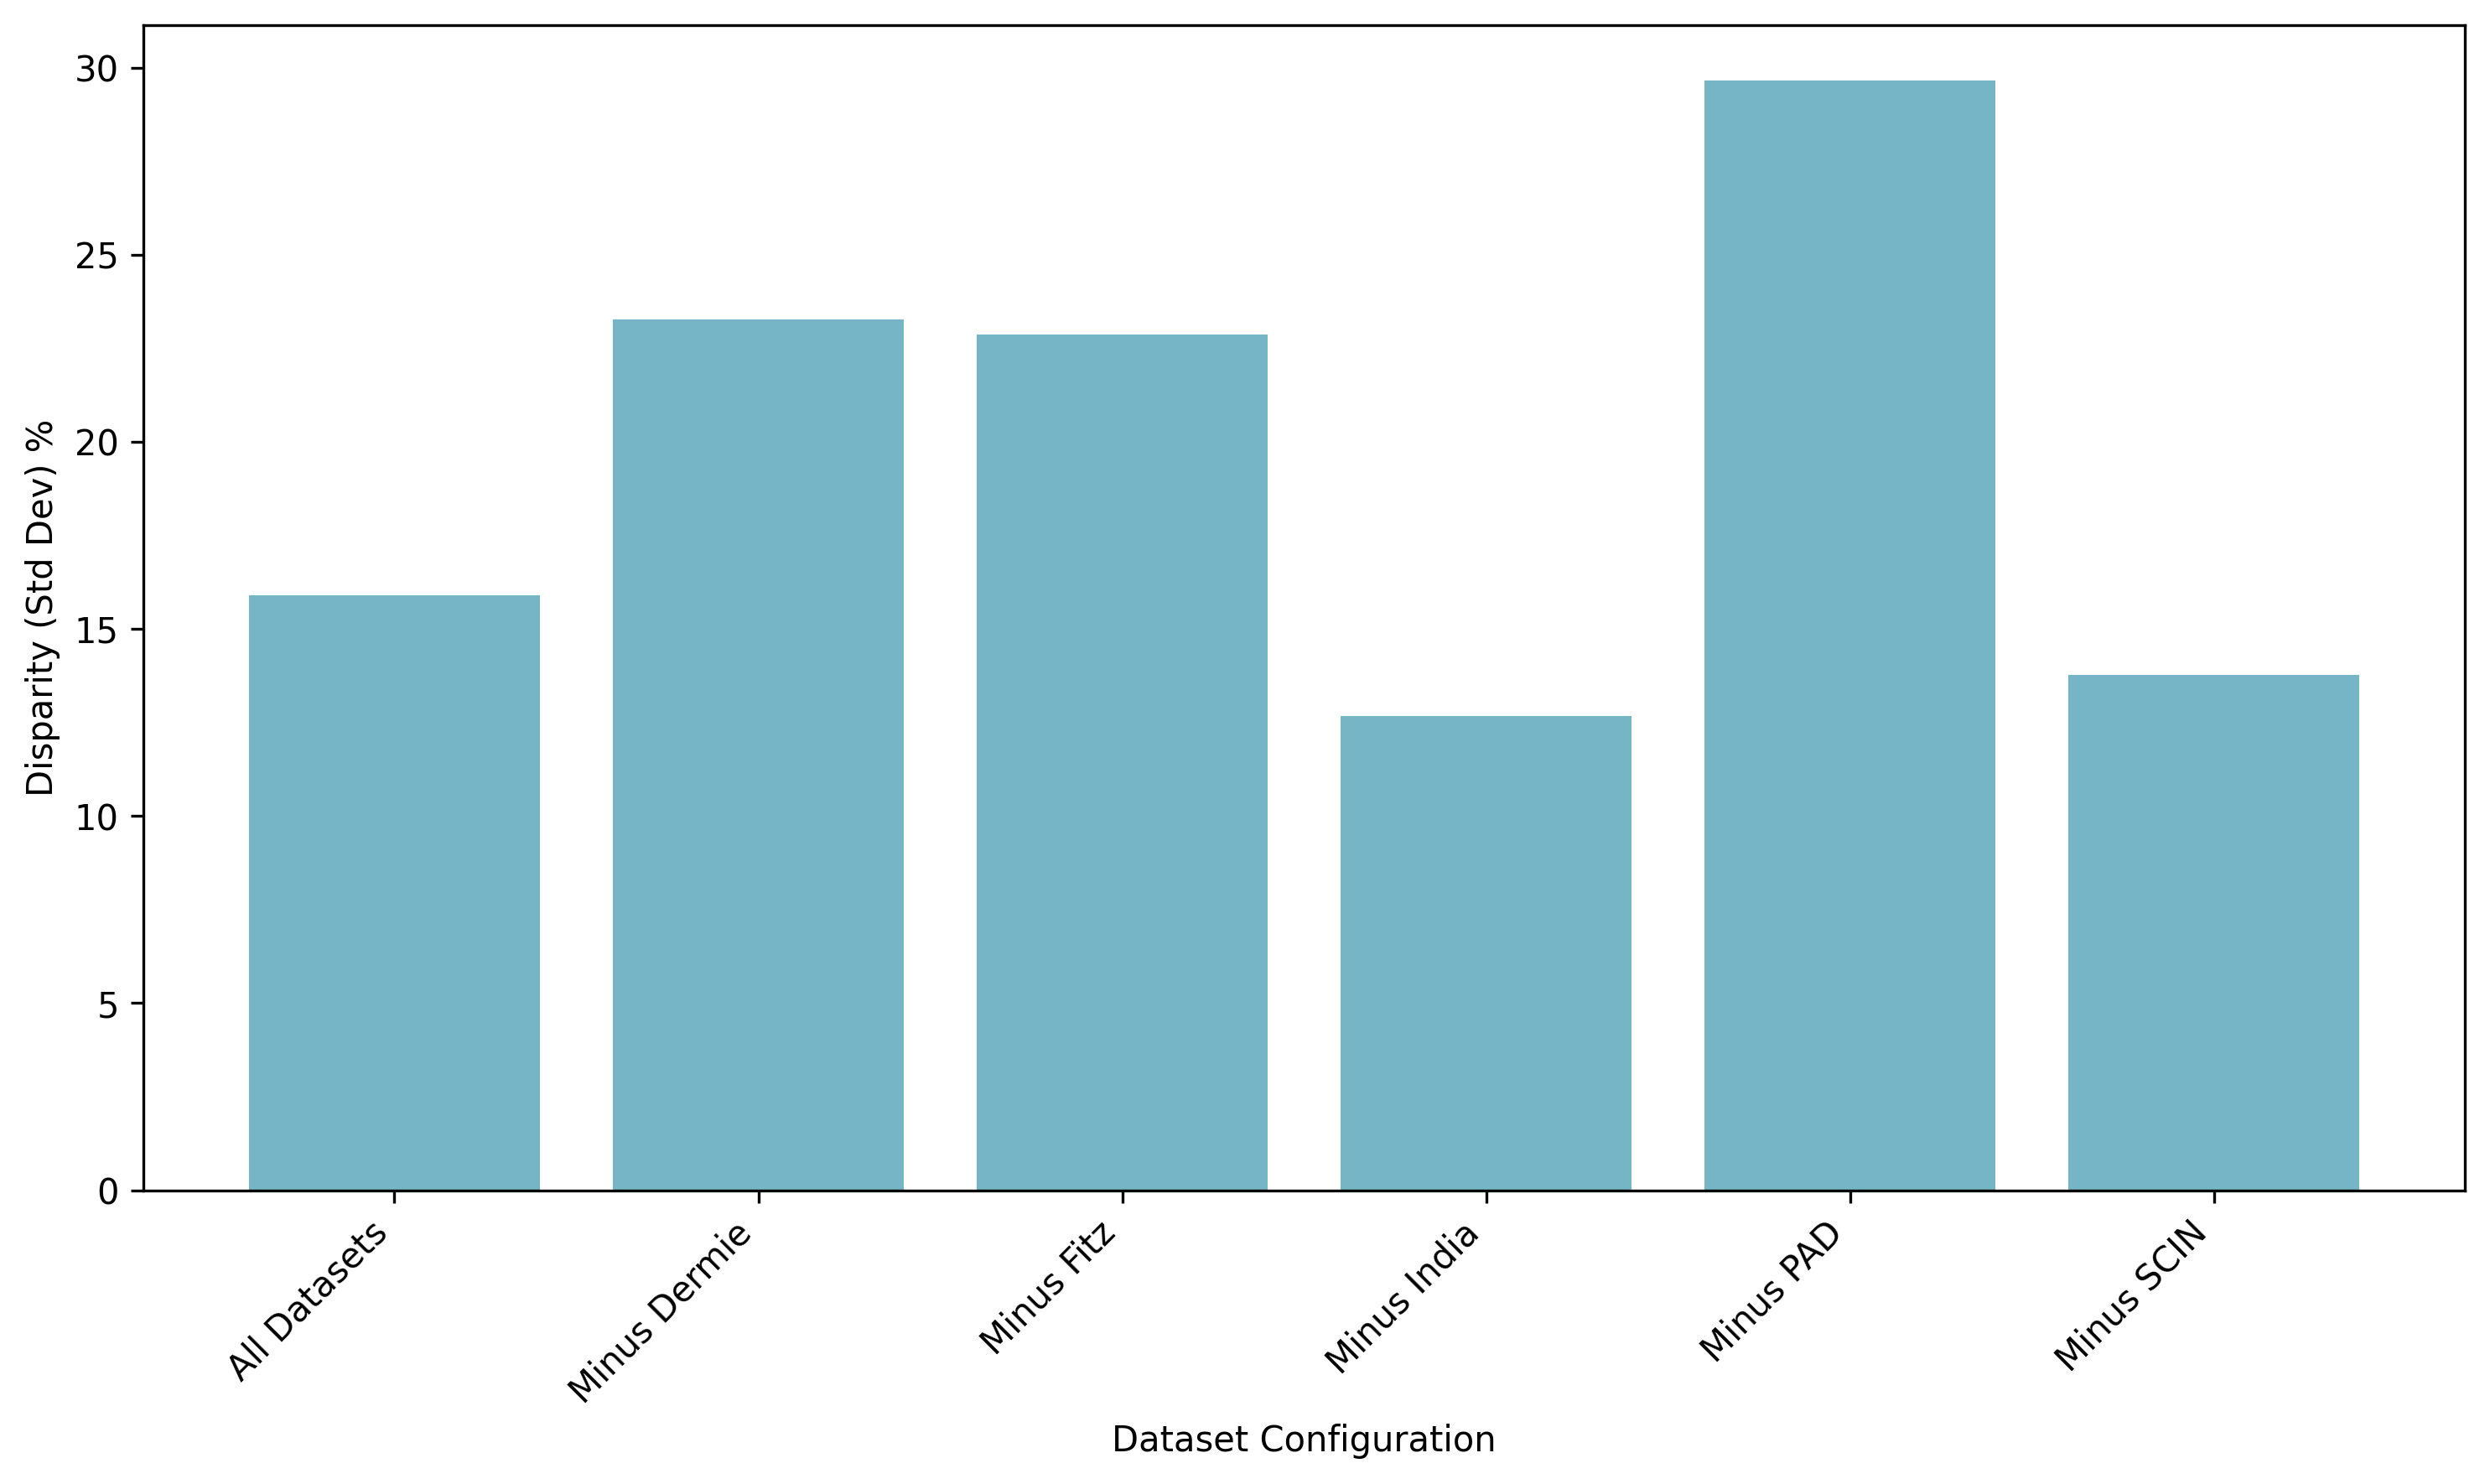 Disparity (Std Dev) %
30
25
20
15
10
5
0
All Datasets
Minus Dermie
Minus Fitz
Minus India
Minus PAD
Minus SCIN
Dataset Configuration